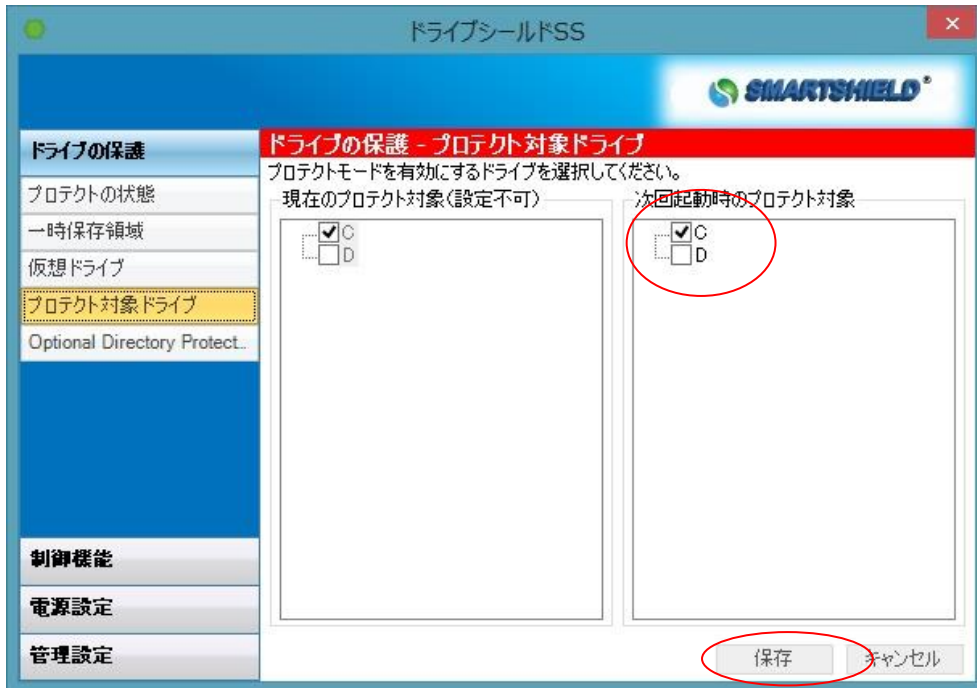 ドライブシールドSS
SMARTSHIELD®
ドライブの保護
プロテクトの状態
一時保存領域
仮想ドライブ
プロテクト対象ドライブ
Optional Directory Protect..
制御機能
電源設定
管理設定
ドライブの保護 - プロテクト対象ドライブ
プロテクトモードを有効にするドライブを選択してください。
現在のプロテクト対象(設定不可)
C
D
次回起動時のプロテクト対象
C
D
保存
キャンセル